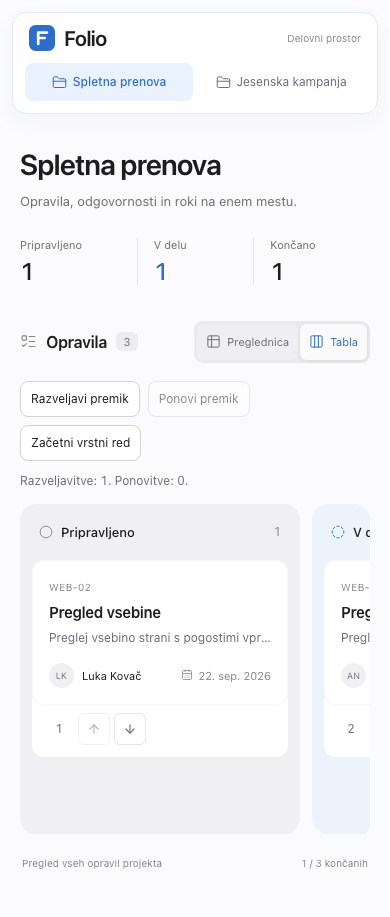 Folio
Delovni prostor
Spletna prenova
Jesenska kampanja
Spletna prenova
Opravila, odgovornosti in roki na enem mestu.
Pripravljeno
1
V delu
1
Končano
1
Opravila 3
Preglednica
Tabla
Razveljavi premik
Ponovi premik
Začetni vrstni red
Razveljavitve: 1. Ponovitve: 0.
Pripravljeno 1
WEB-02
Pregled vsebine
Preglej vsebino strani s pogostimi vpr…
LK Luka Kovač 22. sep. 2026
1
V
WEB-
AN
2
Pregled vseh opravil projekta
1 / 3 končanih